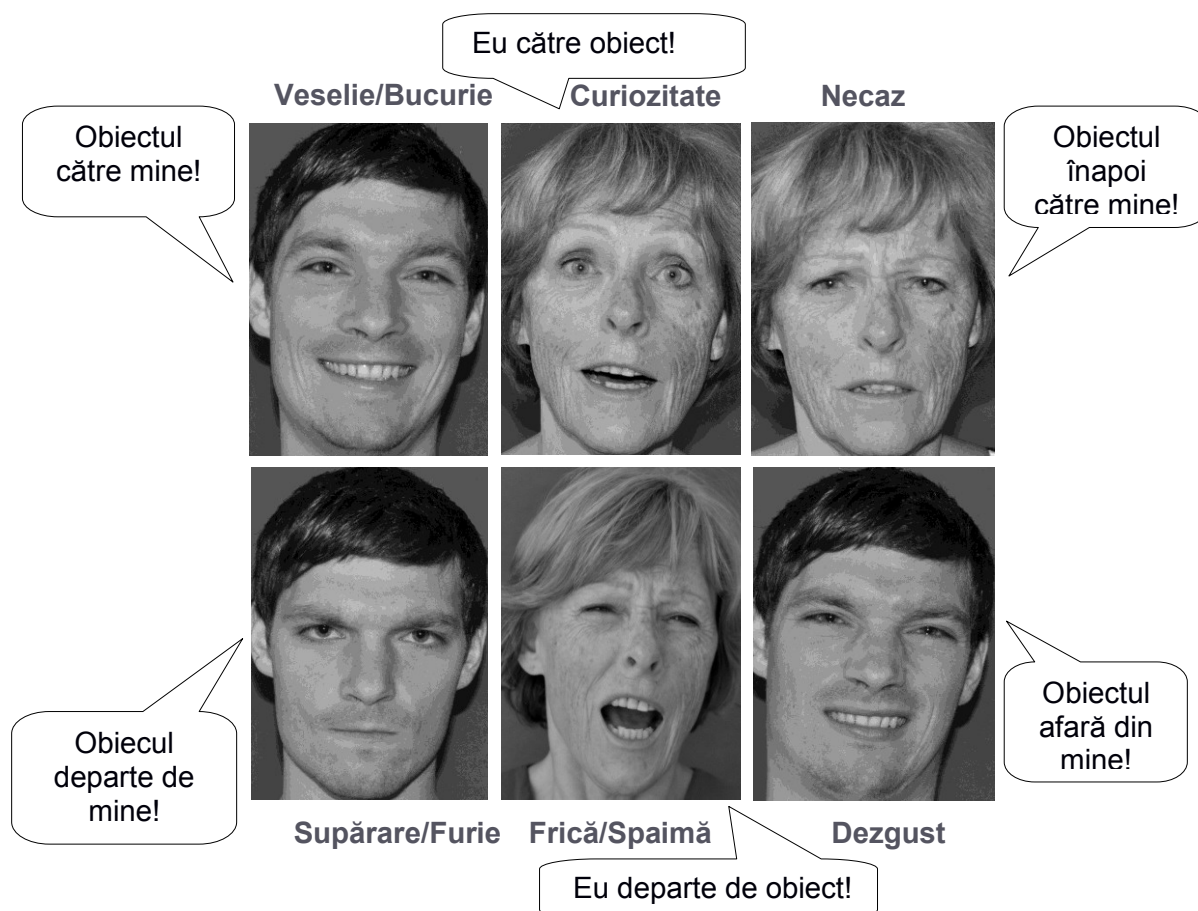 Eu către obiect!
Veselie/Bucurie Curiozitate Necaz
Obiectul
către mine!
Obiectul
înapoi
către mine!
Obiecul
departe de
mine!
Obiectul
afară din
mine!
Supărare/Furie Frică/Spaimă Dezgust
Eu departe de obiect!